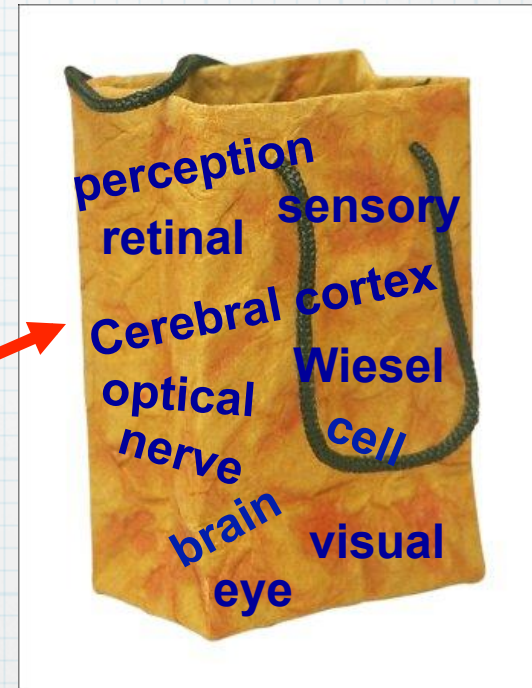 perception
sensory
retinal
Cerebral cortex
Wiesel
optical
nerve
cell
brain
visual
eye